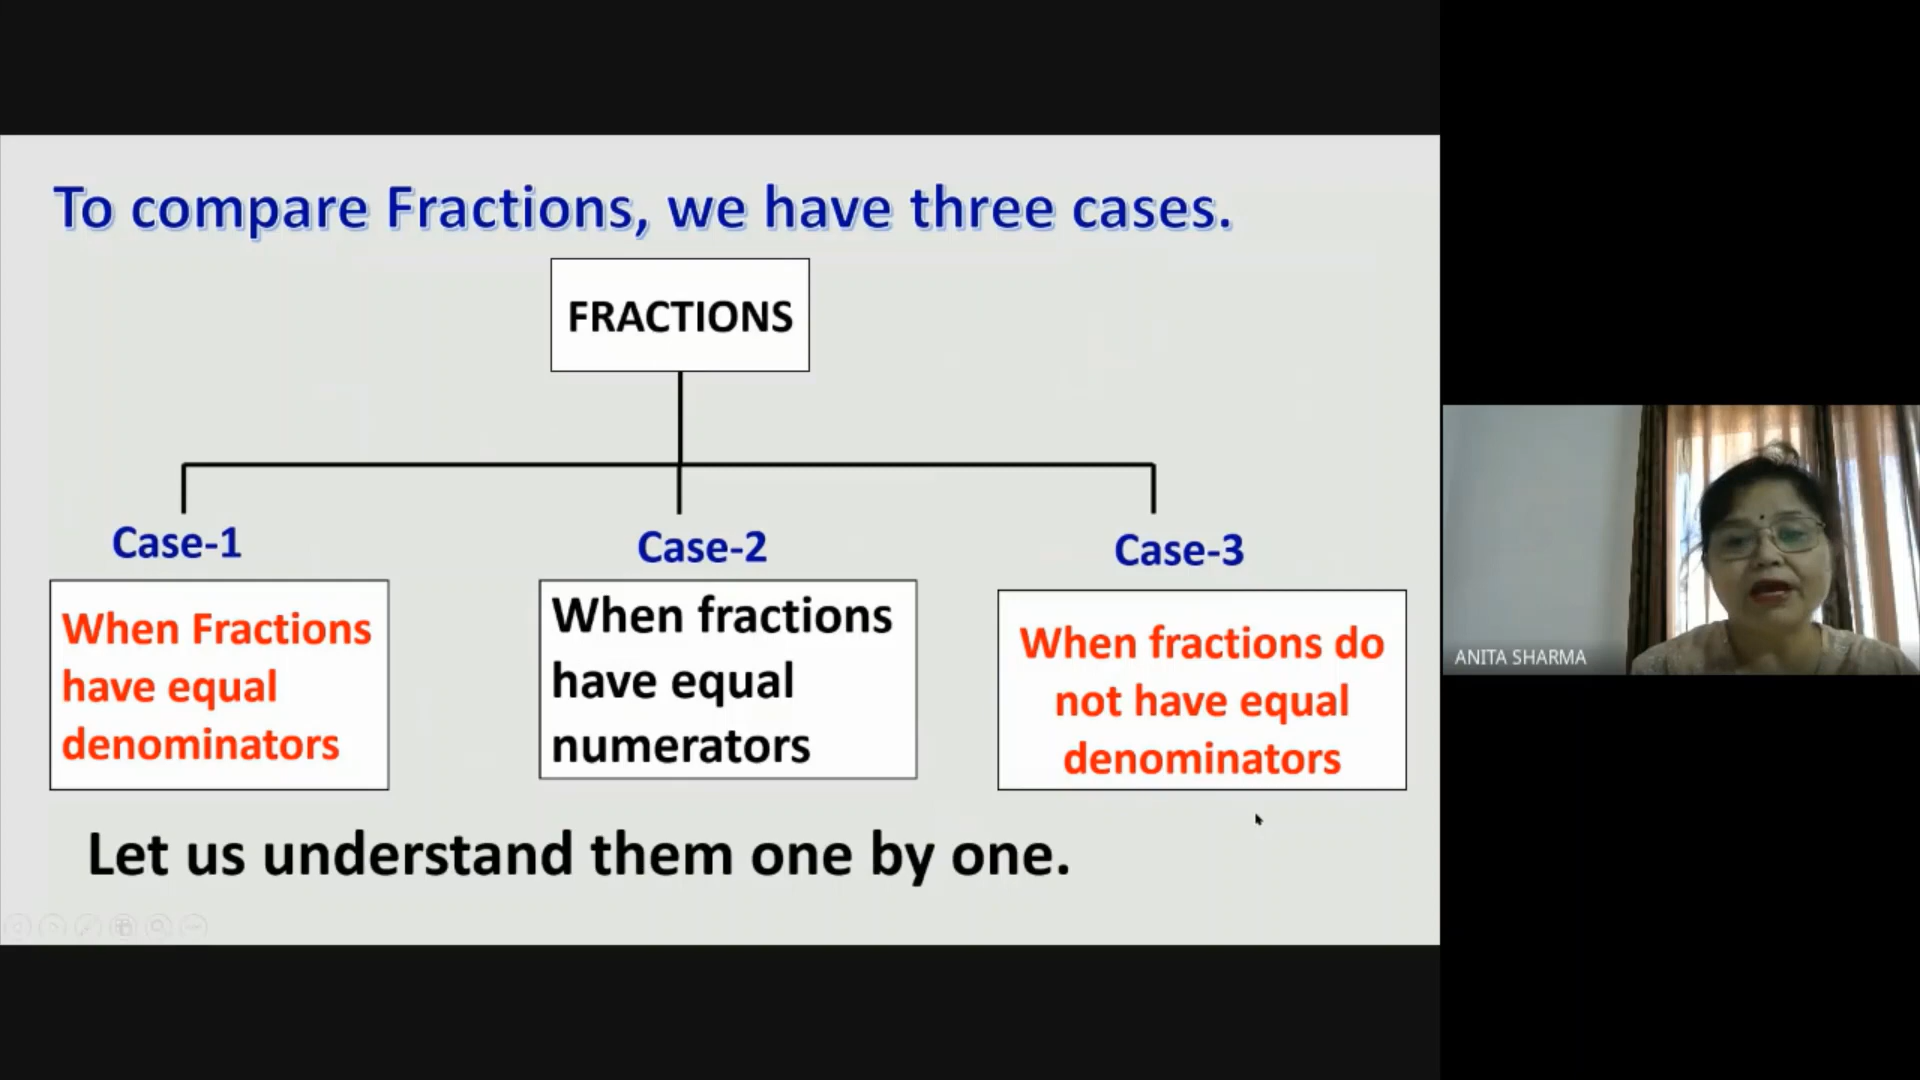 To compare Fractions, we have three cases.
FRACTIONS
Case-1
Case-2
Case-3
When Fractions
have equal
denominators
When fractions
have equal
numerators
When fractions do
not have equal
denominators
Let us understand them one by one.
ANITA SHARMA